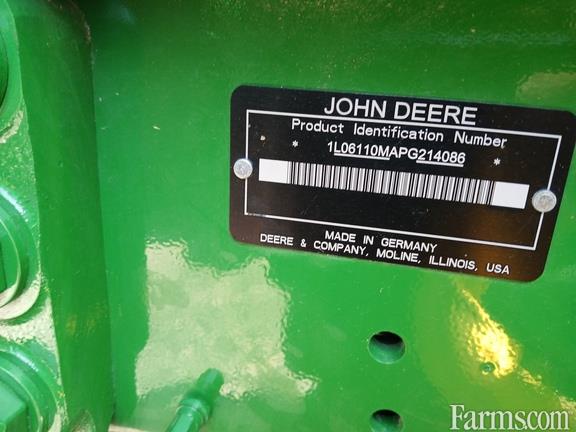 JOHN DEERE
Product Identification Number
* 1L06110MAPG214086 *
MADE IN GERMANY
DEERE & COMPANY, MOLINE, ILLINOIS, USA
Farms.com